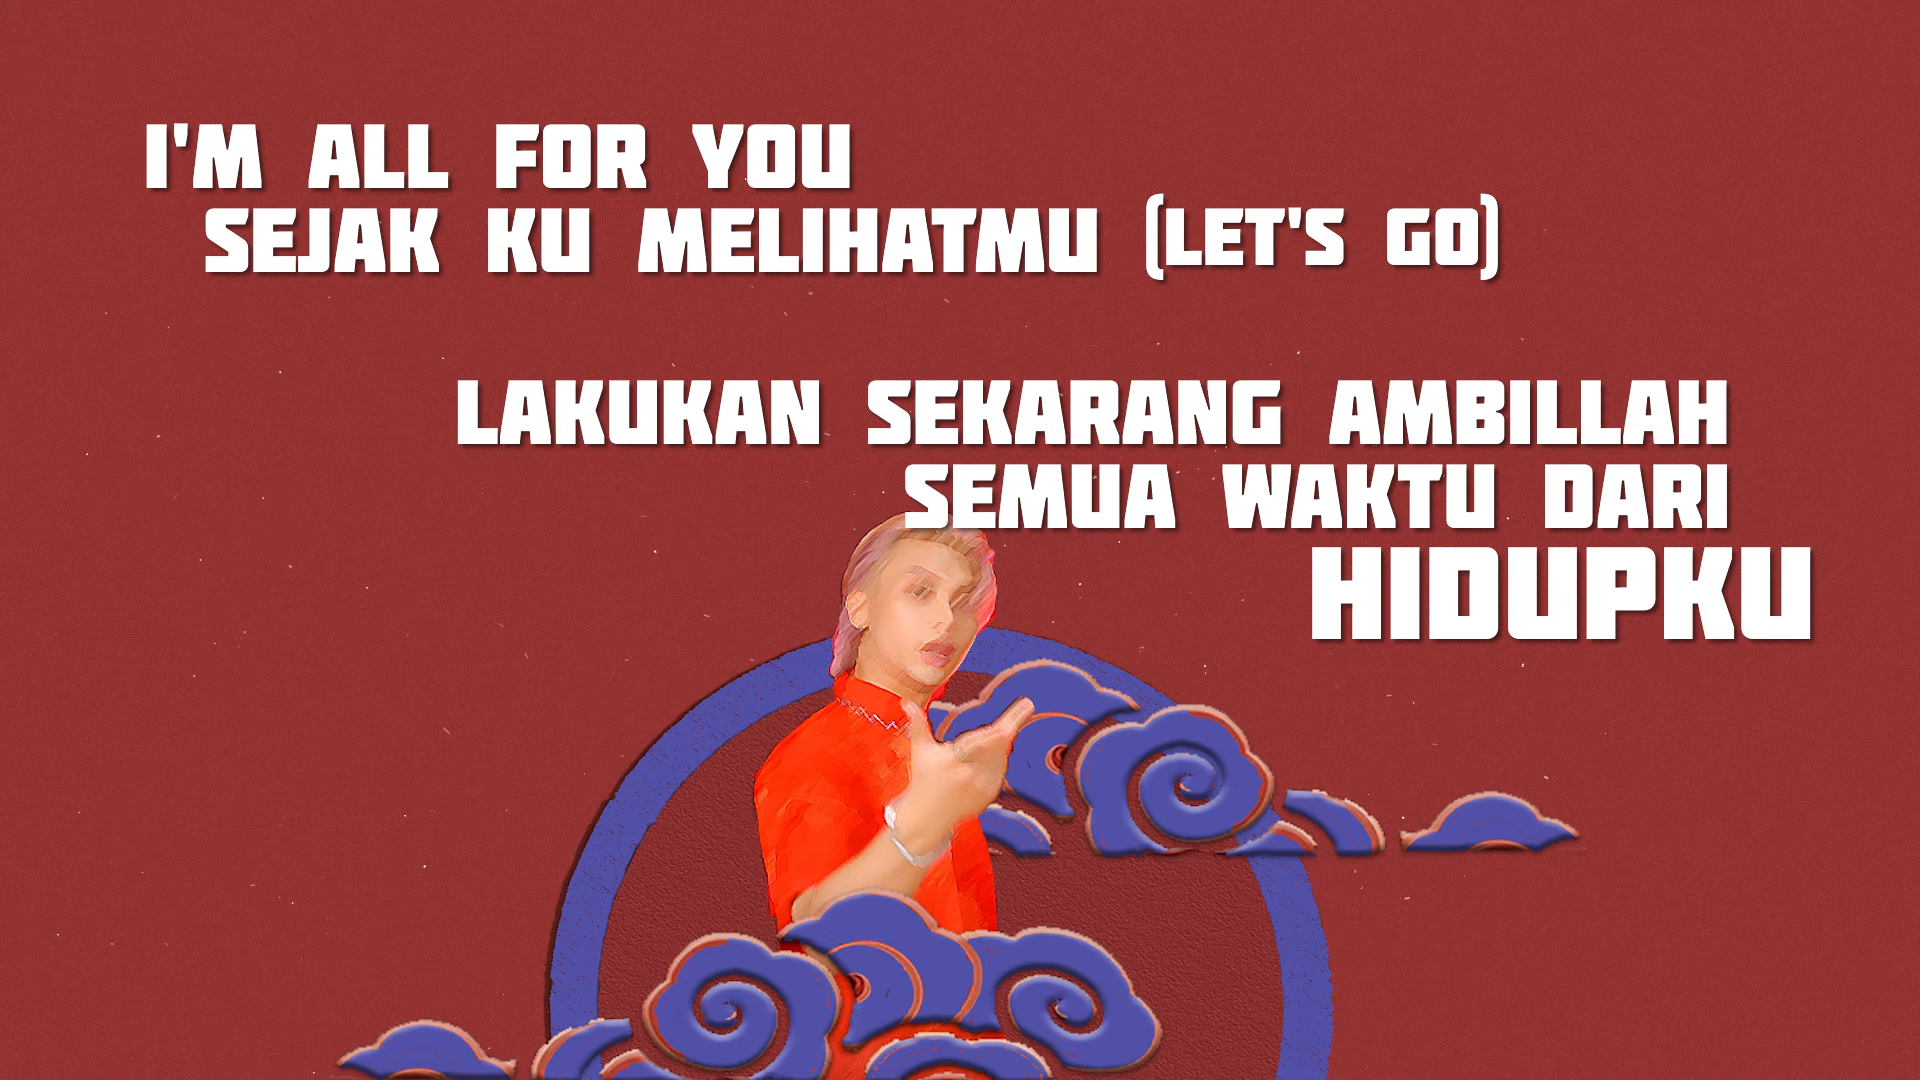 I'M ALL FOR YOU
SEJAK KU MELIHATMU (LET'S GO)
LAKUKAN SEKARANG AMBILLAH
SEMUA WAKTU DARI
HIDUPKU